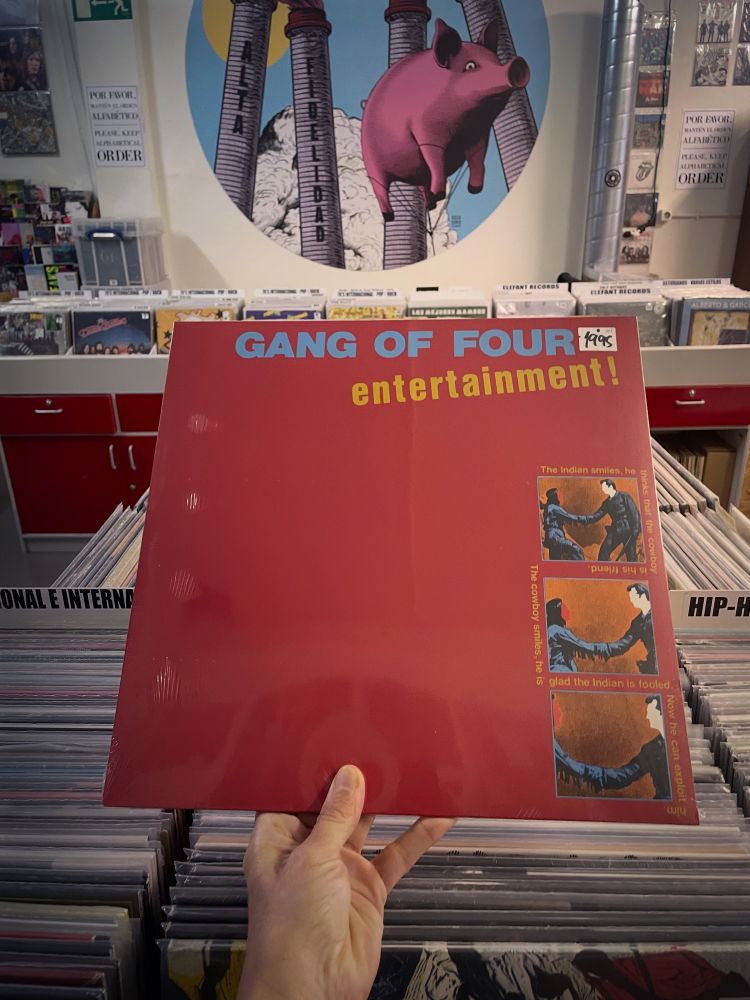 ALTA
FIDELIDAD
POR FAVOR,
MANTÉN EL ORDEN
ALFABÉTICO
PLEASE, KEEP
ALPHABETICAL
ORDER
POR FAVOR,
MANTÉN EL ORDEN
ALFABÉTICO
PLEASE, KEEP
ALPHABETICAL
ORDER
ELEFANT RECORDS
ELEFANT RECORDS
GANG OF FOUR
1995
entertainment!
The Indian smiles, he
thinks that the cowboy
is his friend.
The cowboy smiles, he is
glad the Indian is fooled.
Now he can exploit him.
IONAL E INTERNA
HIP-H